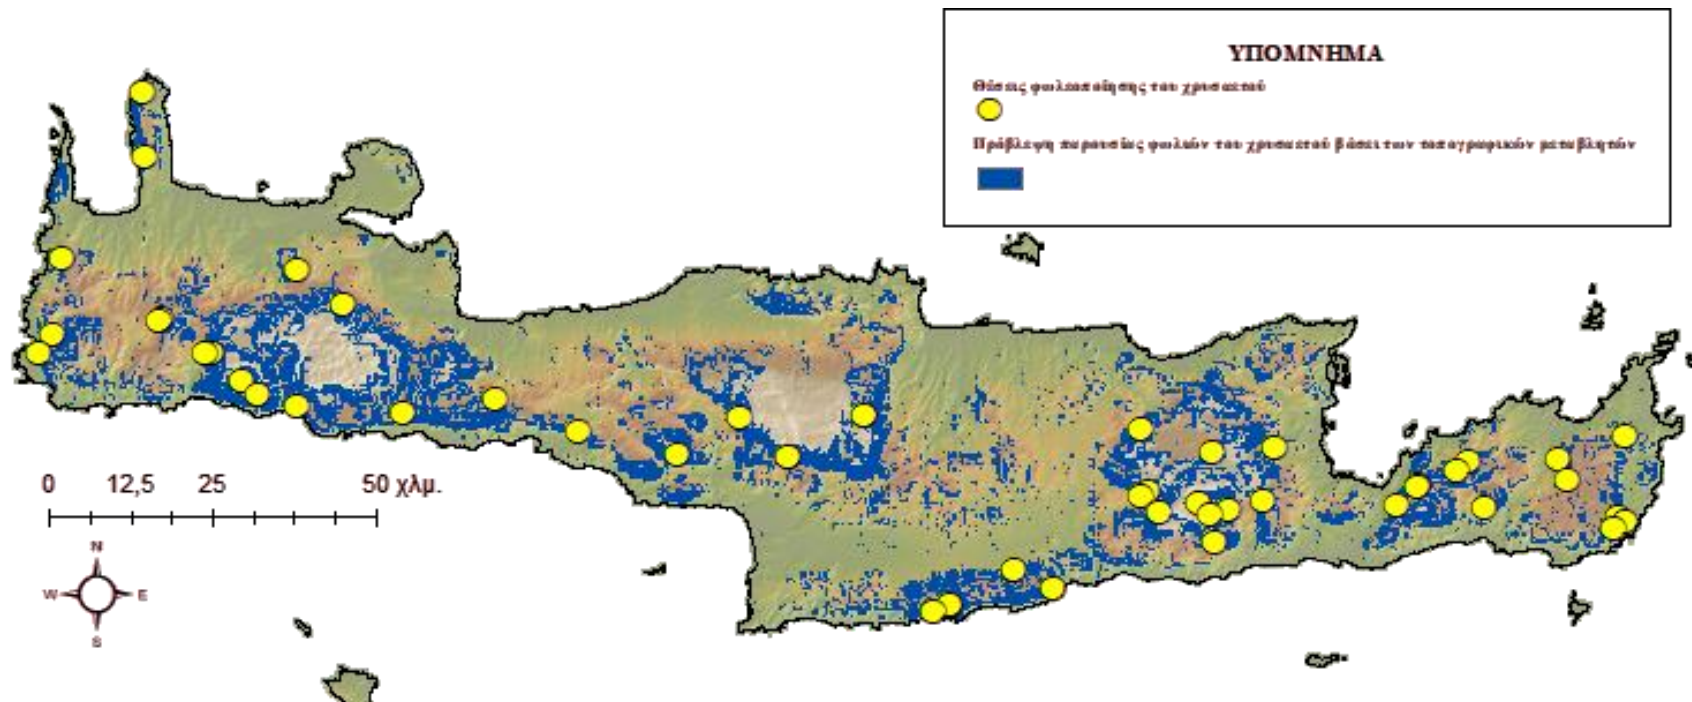 ΥΠΟΜΝΗΜΑ
Θέσεις φωλεοποίησης του χρυσαετού
Πρόβλεψη παρουσίας φωλιών του χρυσαετού βάσει των τοπογραφικών μεταβλητών
0 12,5 25 50 χλμ.
N
W E
S